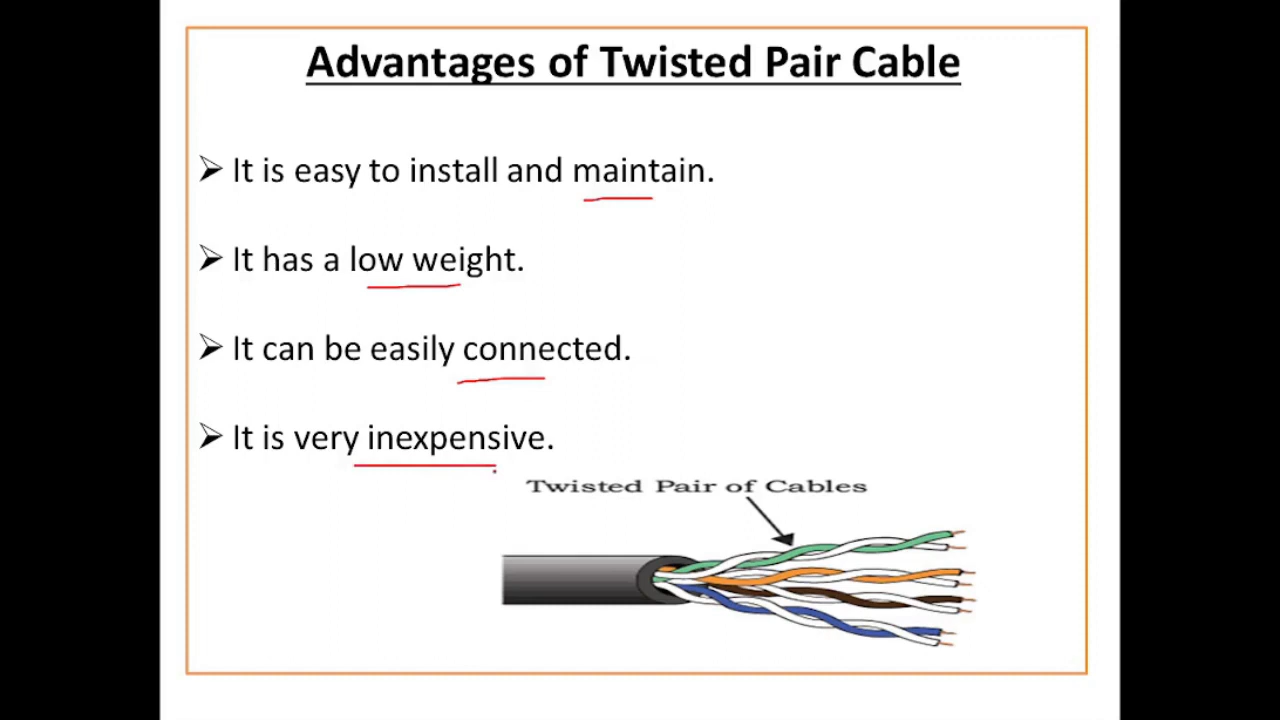 Advantages of Twisted Pair Cable
➢ It is easy to install and maintain.
➢ It has a low weight.
➢ It can be easily connected.
➢ It is very inexpensive.
Twisted Pair of Cables